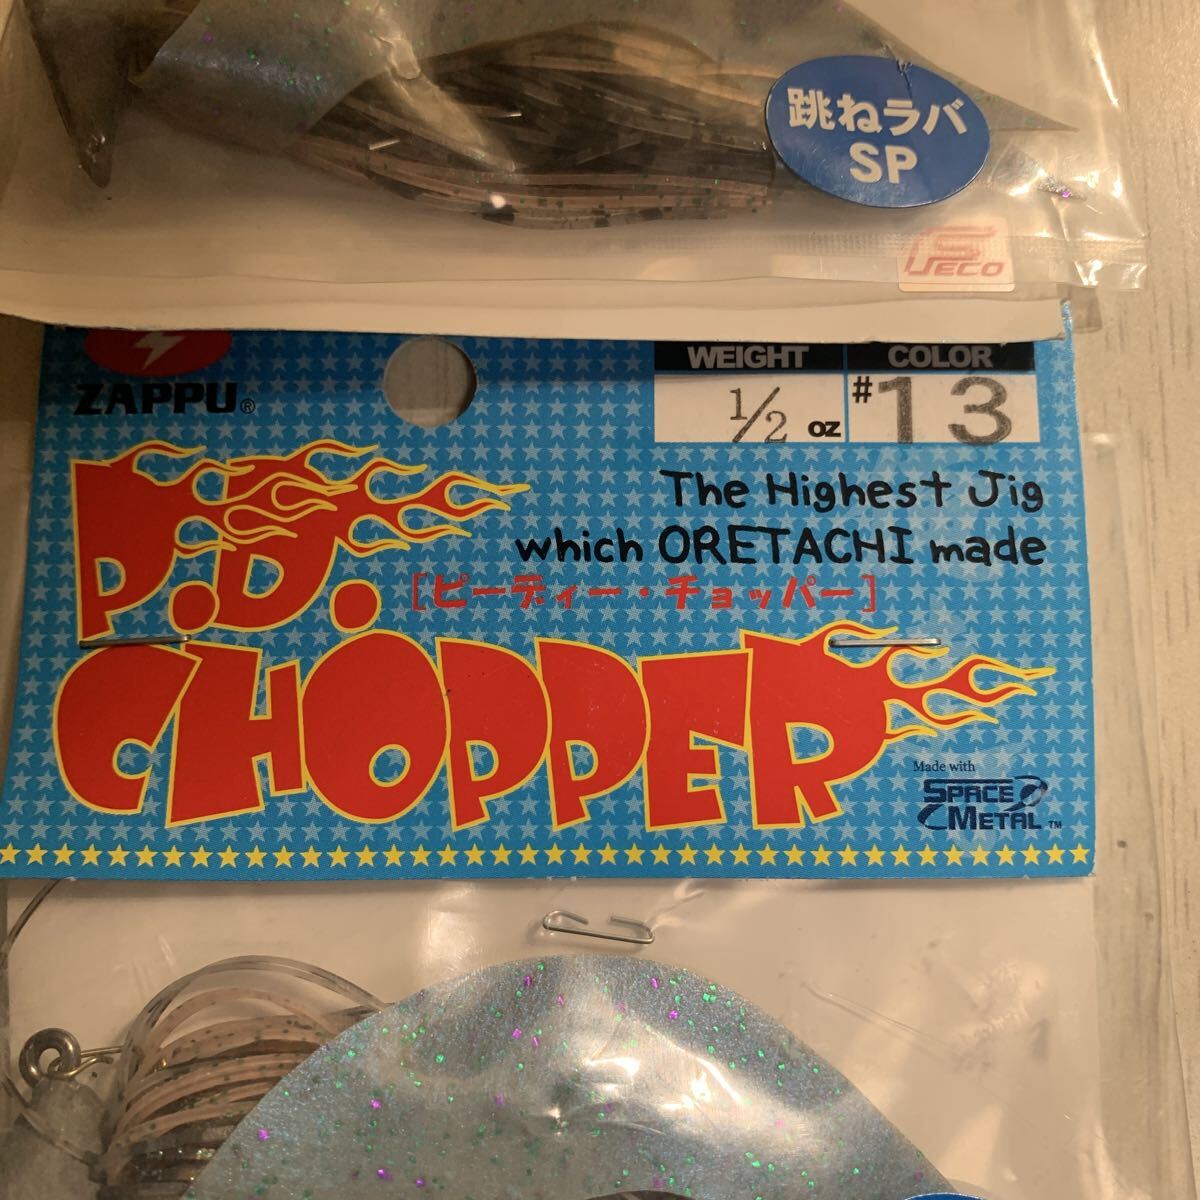 跳ねラバ
SP
FECO
ZAPPU®
WEIGHT
COLOR
1/2 oz
#13
The Highest Jig
which ORETACHI made
P.D.
[ピーディー・チョッパー]
CHOPPER
Made with
SPACE
METAL™